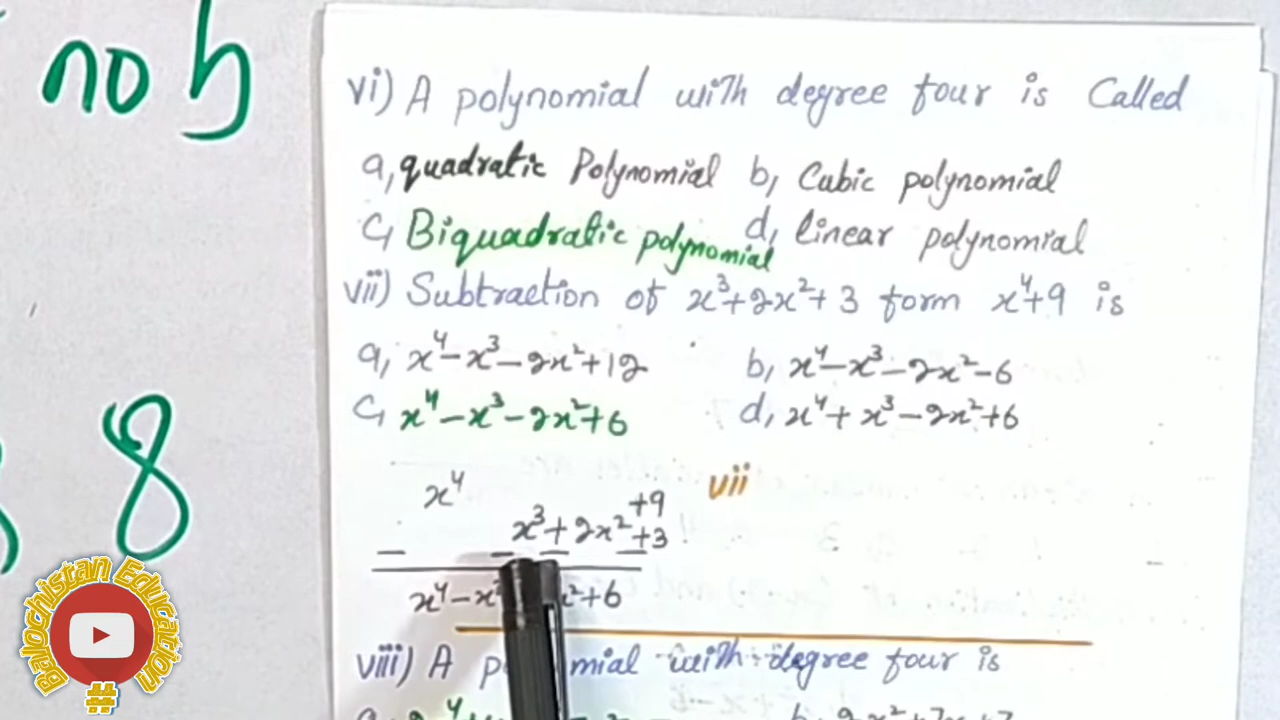 no h
8
vi) A polynomial with degree four is Called
a, quadratic Polynomial b, Cubic polynomial
c, Biquadratic polynomial d, linear polynomial
vii) Subtraction of x³+2x²+3 form x⁴+9 is
a, x⁴-x³-2x²+12 b, x⁴-x³-2x²-6
c, x⁴-x³-2x²+6 d, x⁴+x³-2x²+6
vii
x⁴ +9
x³+2x²+3
- - - -
x⁴-x x²+6
viii) A p mial with degree four is
Balochistan Education
#